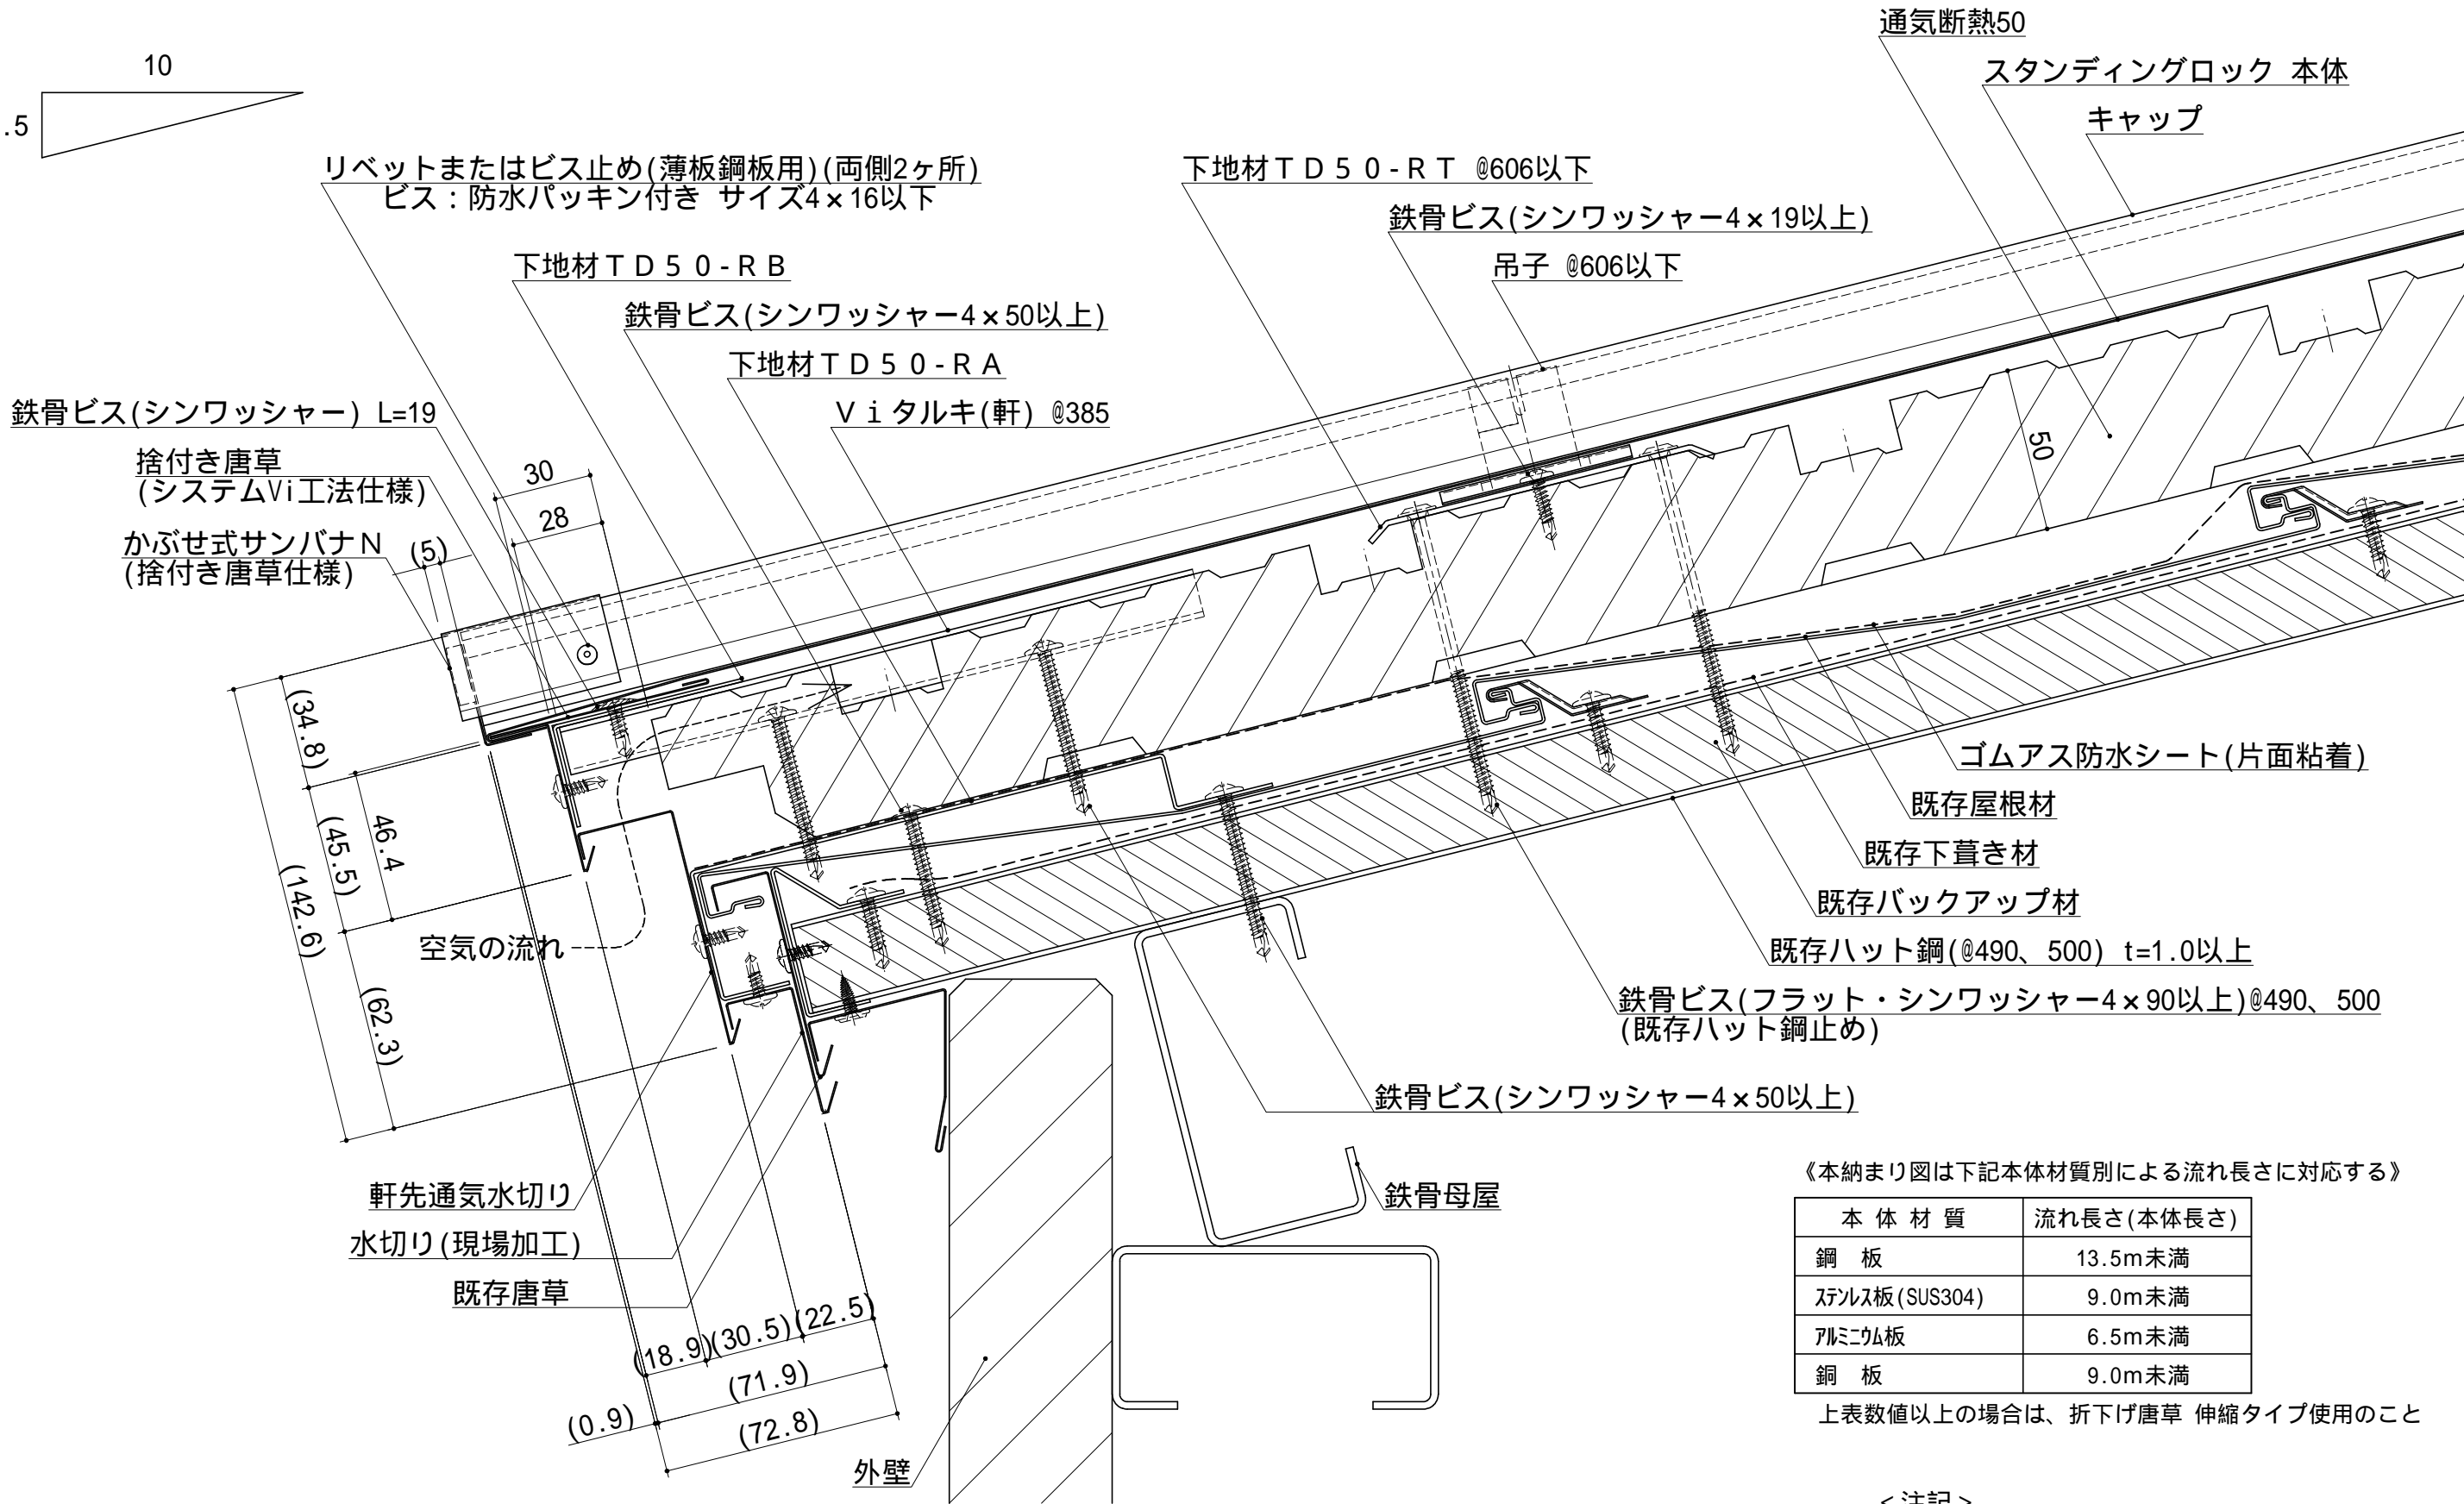 通気断熱50
10
スタンディングロック 本体
.5
キャップ
リベットまたはビス止め(薄板鋼板用)(両側2ヶ所)
ビス：防水パッキン付き サイズ4×16以下
下地材ＴＤ５０-ＲＴ @606以下
鉄骨ビス(シンワッシャー4×19以上)
下地材ＴＤ５０-ＲＢ
吊子 @606以下
鉄骨ビス(シンワッシャー4×50以上)
下地材ＴＤ５０-ＲＡ
鉄骨ビス(シンワッシャー) L=19
Ｖｉタルキ(軒) @385
捨付き唐草
(システムVi工法仕様)
かぶせ式サンバナＮ
(捨付き唐草仕様)
30
28
(5)
50
(34.8)
(45.5)
46.4
(142.6)
(62.3)
空気の流れ
ゴムアス防水シート(片面粘着)
既存屋根材
既存下葺き材
既存バックアップ材
既存ハット鋼(@490、500) t=1.0以上
鉄骨ビス(フラット・シンワッシャー4×90以上)@490、500
(既存ハット鋼止め)
鉄骨ビス(シンワッシャー4×50以上)
軒先通気水切り
水切り(現場加工)
既存唐草
鉄骨母屋
(18.9)(30.5)(22.5)
(71.9)
(0.9)
(72.8)
外壁
《本納まり図は下記本体材質別による流れ長さに対応する》
本 体 材 質 流れ長さ(本体長さ)
鋼 板 13.5m未満
ｽﾃﾝﾚｽ板(SUS304) 9.0m未満
ｱﾙﾐﾆｳﾑ板 6.5m未満
銅 板 9.0m未満
上表数値以上の場合は、折下げ唐草 伸縮タイプ使用のこと
＜注記＞